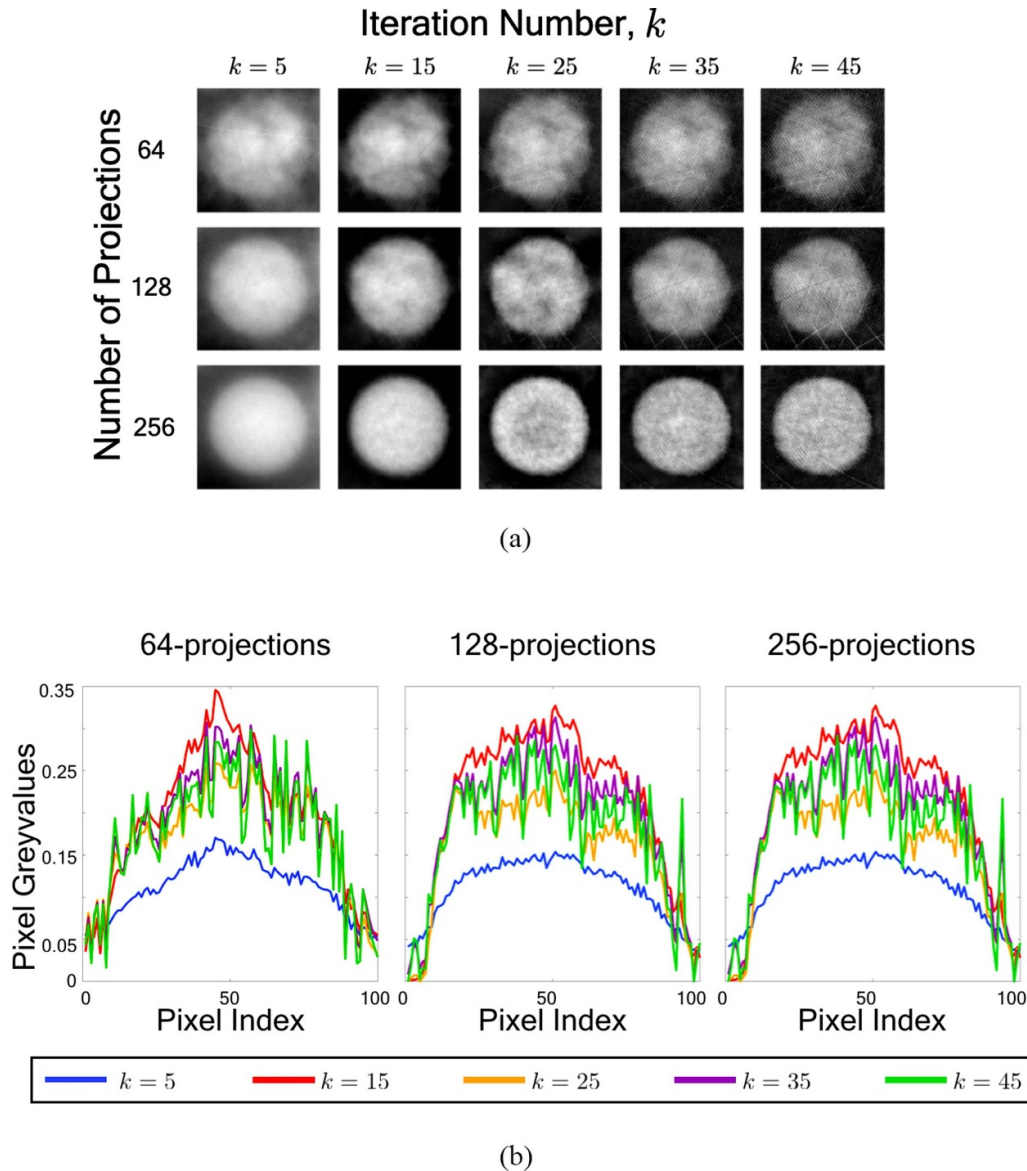 Iteration Number, k
k = 5 k = 15 k = 25 k = 35 k = 45
Number of Projections
64
128
256
(a)
64-projections 128-projections 256-projections
Pixel Greyvalues
0.35
0.25
0.15
0.05
0
0 50 100 0 50 100 0 50 100
Pixel Index Pixel Index Pixel Index
k = 5 k = 15 k = 25 k = 35 k = 45
(b)